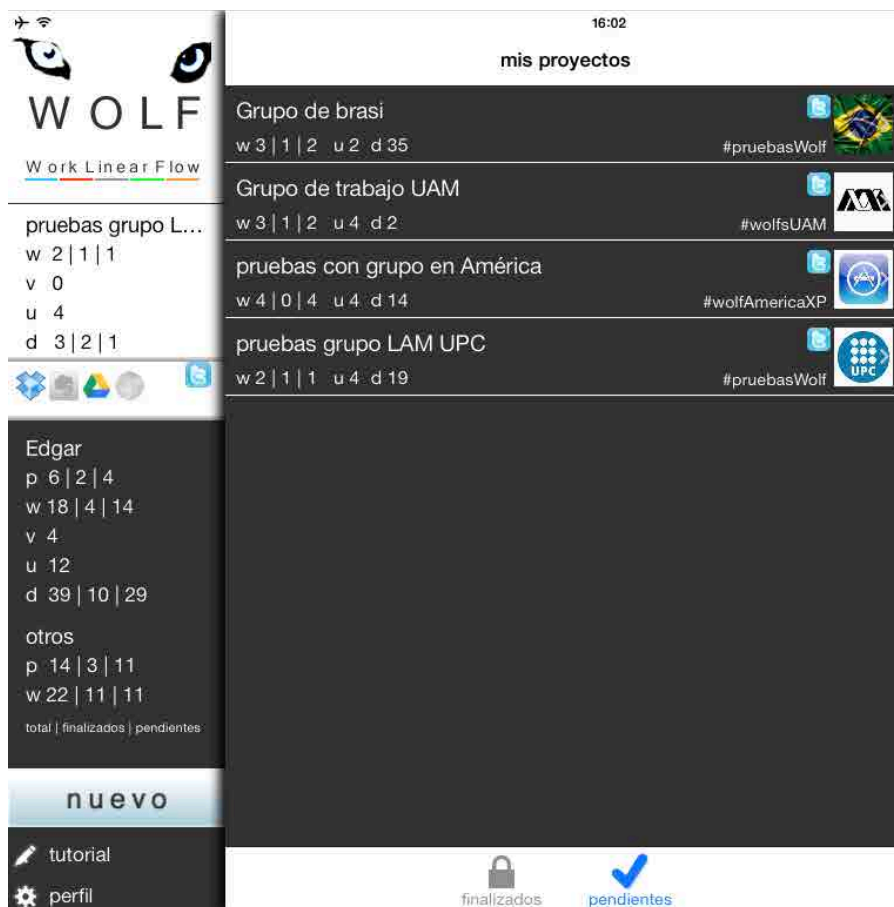 16:02
W O L F
Work Linear Flow
pruebas grupo L...
w 2 | 1 | 1
v 0
u 4
d 3 | 2 | 1
Edgar
p 6 | 2 | 4
w 18 | 4 | 14
v 4
u 12
d 39 | 10 | 29
otros
p 14 | 3 | 11
w 22 | 11 | 11
total | finalizados | pendientes
nuevo
tutorial
perfil
mis proyectos
Grupo de brasi
w 3 | 1 | 2 u 2 d 35
#pruebasWolf
Grupo de trabajo UAM
w 3 | 1 | 2 u 4 d 2
#wolfsUAM
pruebas con grupo en América
w 4 | 0 | 4 u 4 d 14
#wolfAmericaXP
pruebas grupo LAM UPC
w 2 | 1 | 1 u 4 d 19
#pruebasWolf
UPC
finalizados
pendientes